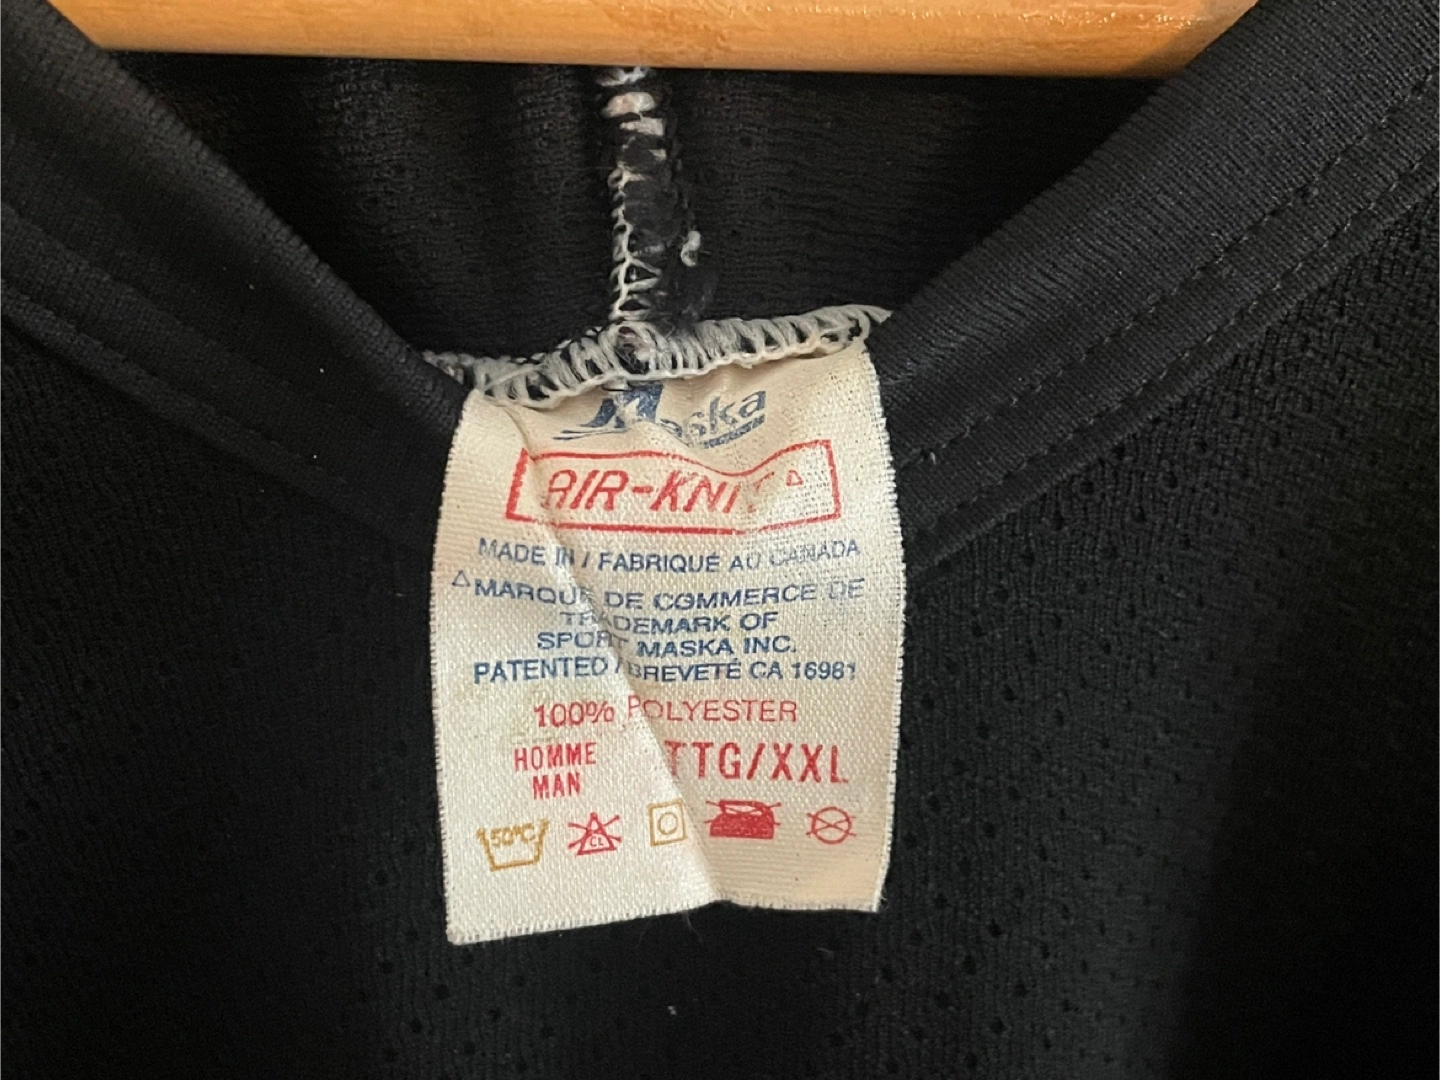 Maska
AIR-KNIT △
MADE IN / FABRIQUÉ AU CANADA
△ MARQUE DE COMMERCE DE
TRADEMARK OF
SPORT MASKA INC.
PATENTED / BREVETÉ CA 16981
100% POLYESTER
HOMME TTG/XXL
MAN
50°C CL